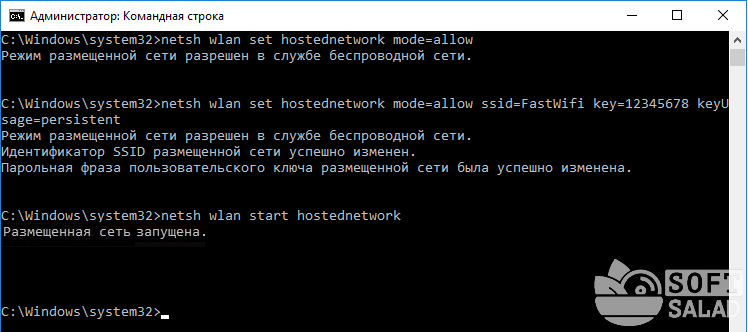 Администратор: Командная строка
C:\Windows\system32>netsh wlan set hostednetwork mode=allow
Режим размещенной сети разрешен в службе беспроводной сети.
C:\Windows\system32>netsh wlan set hostednetwork mode=allow ssid=FastWifi key=12345678 keyU
sage=persistent
Режим размещенной сети разрешен в службе беспроводной сети.
Идентификатор SSID размещенной сети успешно изменен.
Парольная фраза пользовательского ключа размещенной сети была успешно изменена.
C:\Windows\system32>netsh wlan start hostednetwork
Размещенная сеть запущена.
C:\Windows\system32>
SOFT
SALAD